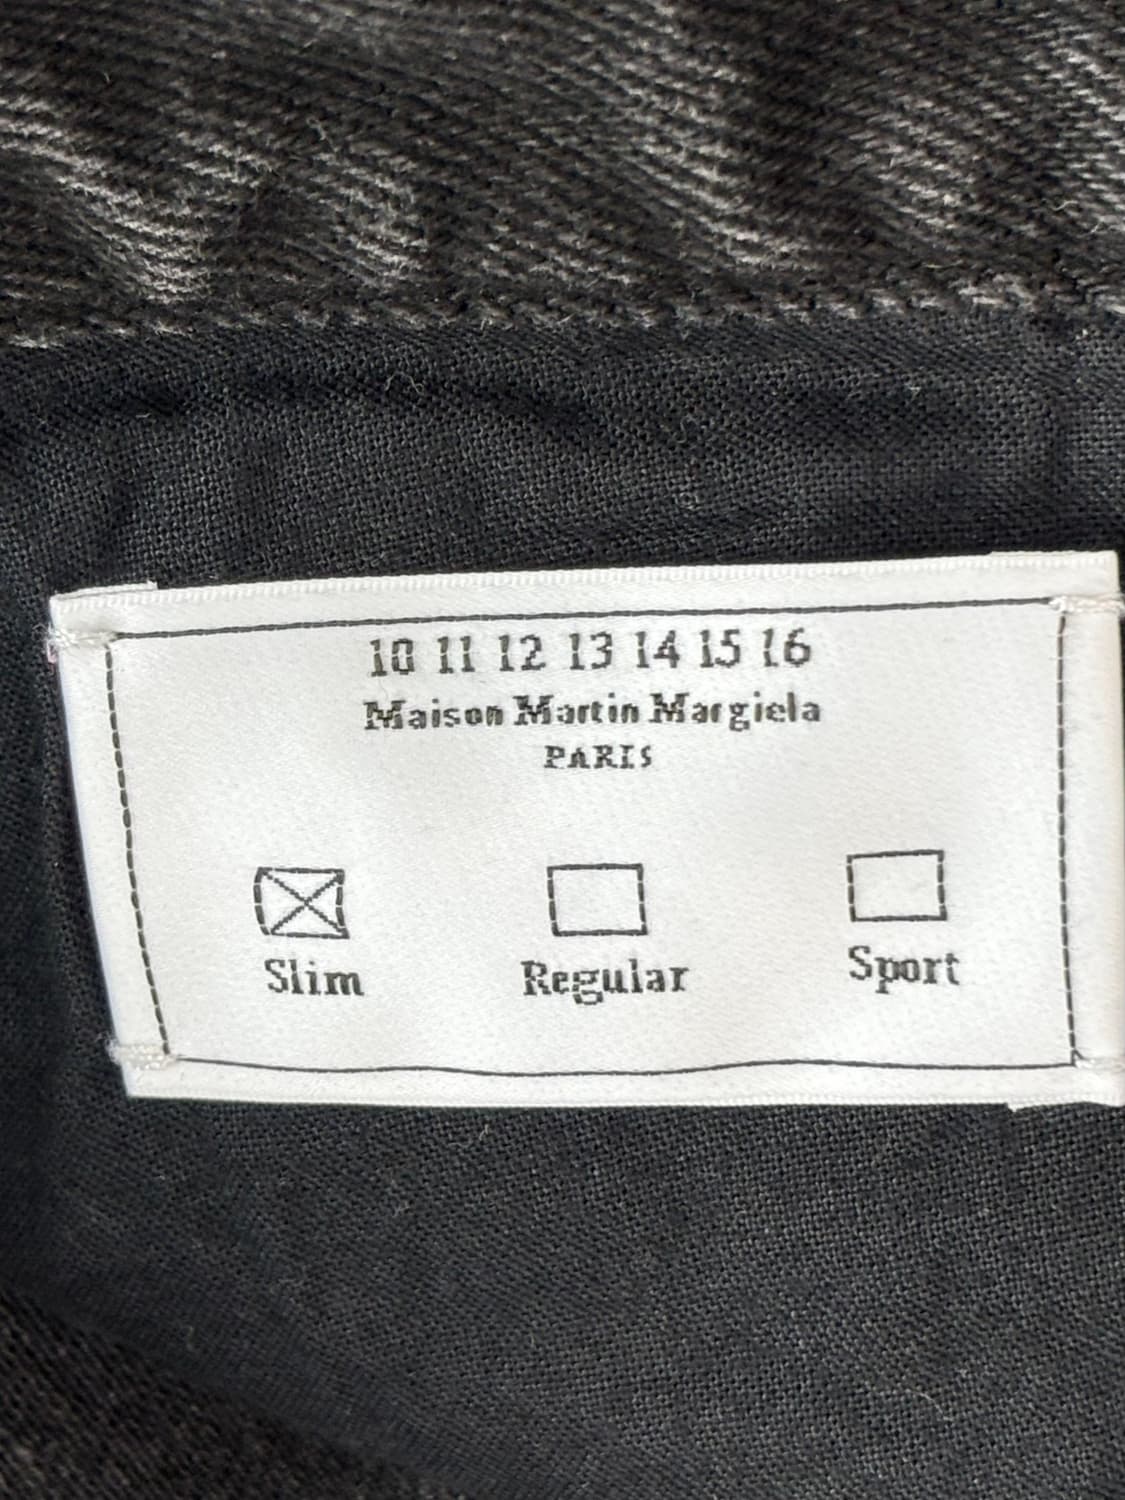 10 11 12 13 14 15 16
Maison Martin Margiela
PARIS
Slim Regular Sport